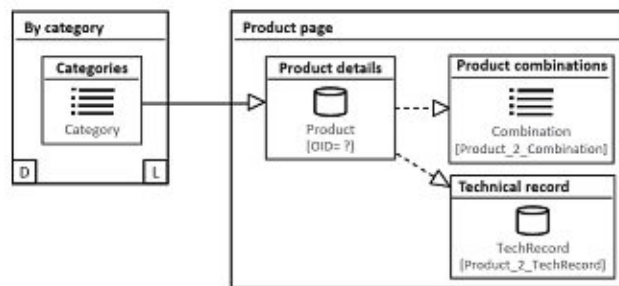 By category
Categories
Category
D
L
Product page
Product details
Product
[OID= ?]
Product combinations
Combination
[Product_2_Combination]
Technical record
TechRecord
[Product_2_TechRecord]